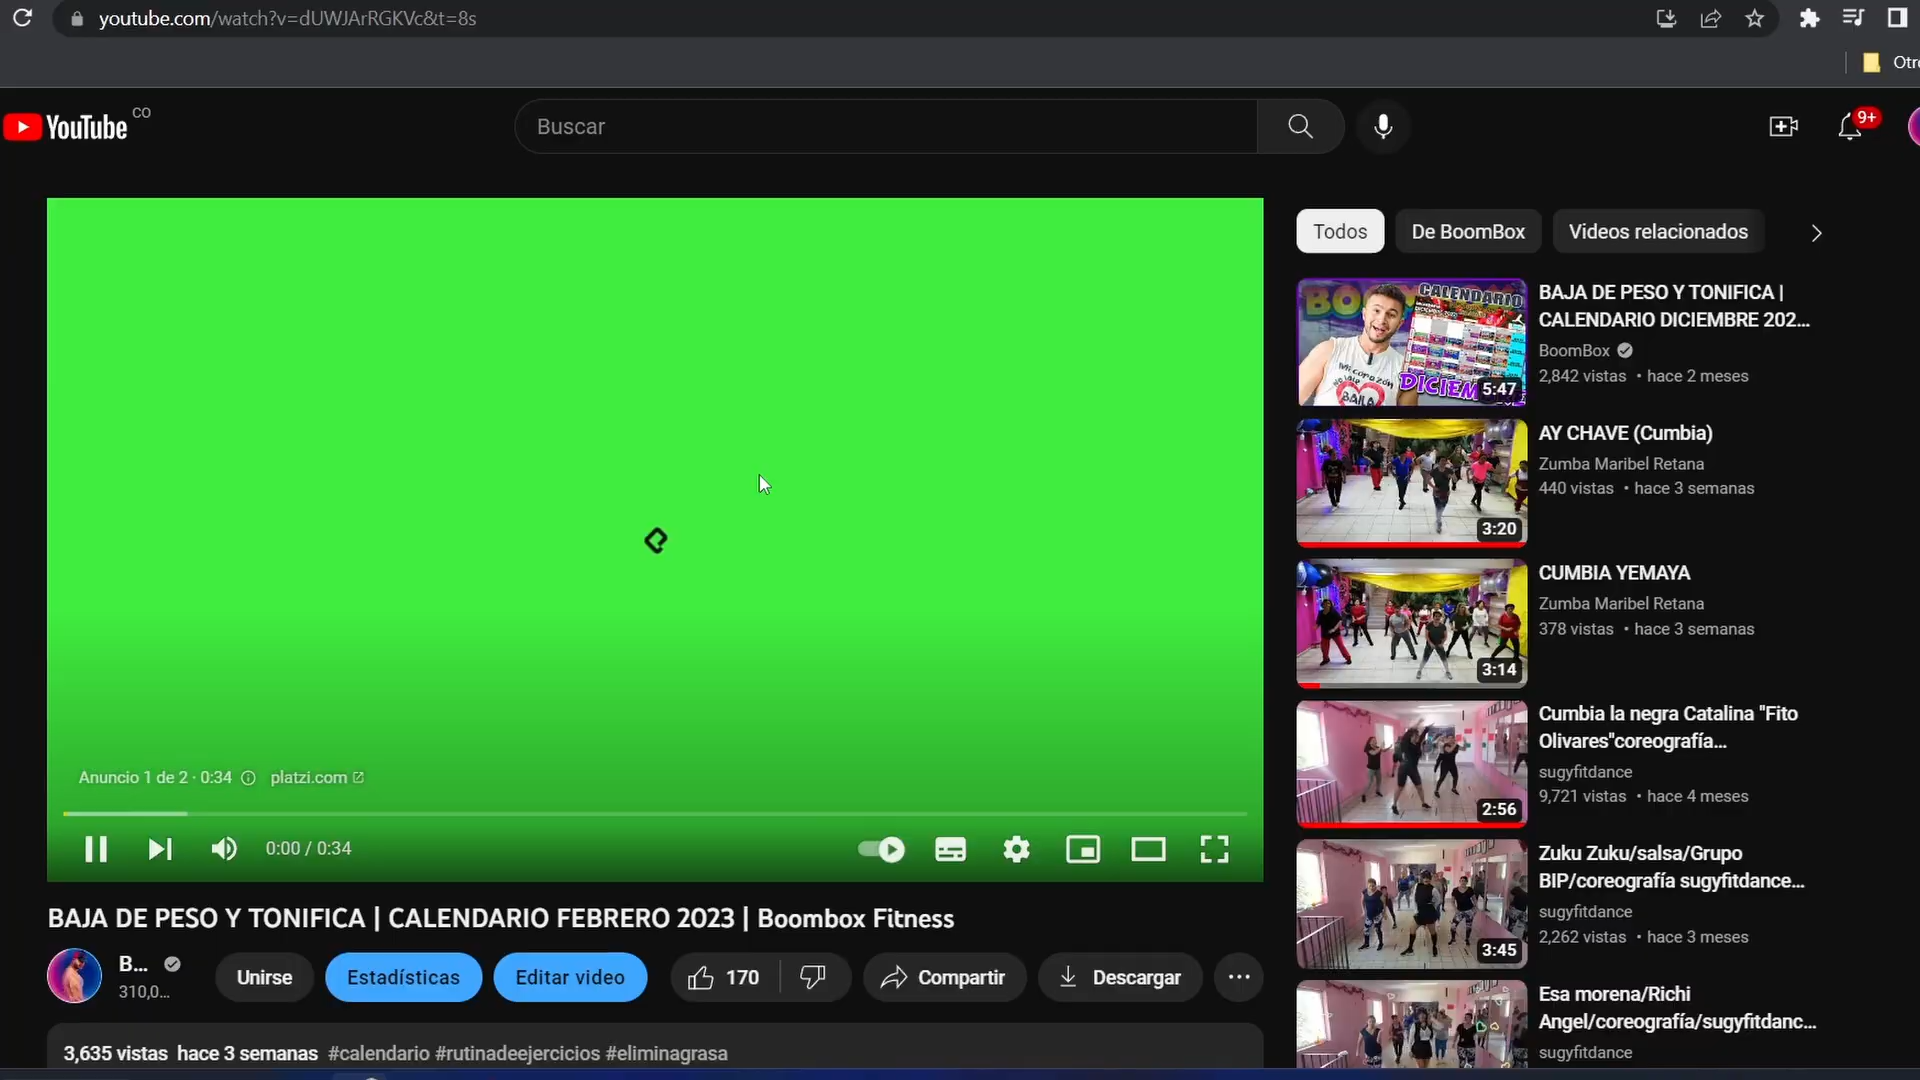 youtube.com/watch?v=dUWJArRGKVc&t=8s
Otro
YouTube CO
Buscar
9+
Todos
De BoomBox
Videos relacionados
CALENDARIO
Mi corazón
BAILA
DICIEM
5:47
BAJA DE PESO Y TONIFICA |
CALENDARIO DICIEMBRE 202...
BoomBox
2,842 vistas • hace 2 meses
3:20
AY CHAVE (Cumbia)
Zumba Maribel Retana
440 vistas • hace 3 semanas
3:14
CUMBIA YEMAYA
Zumba Maribel Retana
378 vistas • hace 3 semanas
2:56
Cumbia la negra Catalina "Fito
Olivares"coreografía...
sugyfitdance
9,721 vistas • hace 4 meses
3:45
Zuku Zuku/salsa/Grupo
BIP/coreografía sugyfitdance...
sugyfitdance
2,262 vistas • hace 3 meses
Esa morena/Richi
Angel/coreografía/sugyfitdanc...
sugyfitdance
Anuncio 1 de 2 · 0:34 platzi.com
0:00 / 0:34
BAJA DE PESO Y TONIFICA | CALENDARIO FEBRERO 2023 | Boombox Fitness
B...
310,0...
Unirse
Estadísticas
Editar video
170
Compartir
Descargar
3,635 vistas hace 3 semanas #calendario #rutinadeejercicios #eliminagrasa